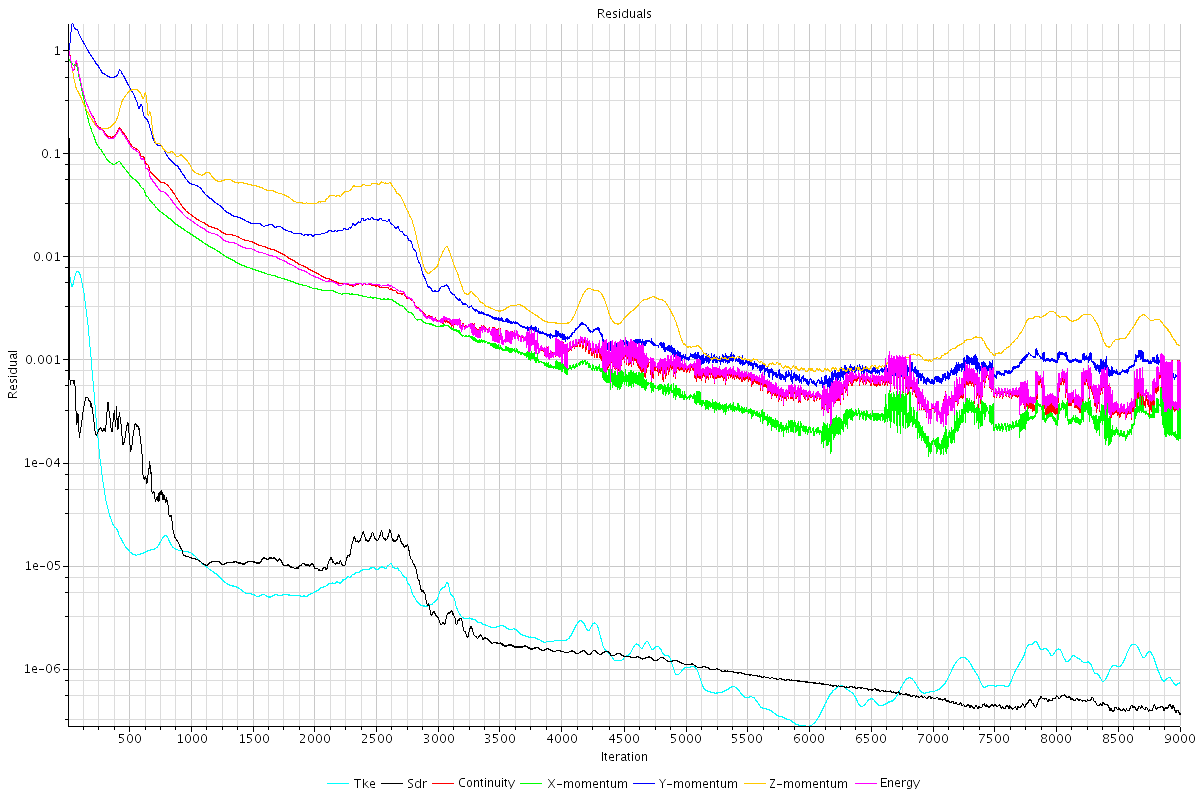 Residuals
1
0.1
0.01
0.001
1e-04
1e-05
1e-06
Residual
500 1000 1500 2000 2500 3000 3500 4000 4500 5000 5500 6000 6500 7000 7500 8000 8500 9000
Iteration
Tke Sdr Continuity X-momentum Y-momentum Z-momentum Energy